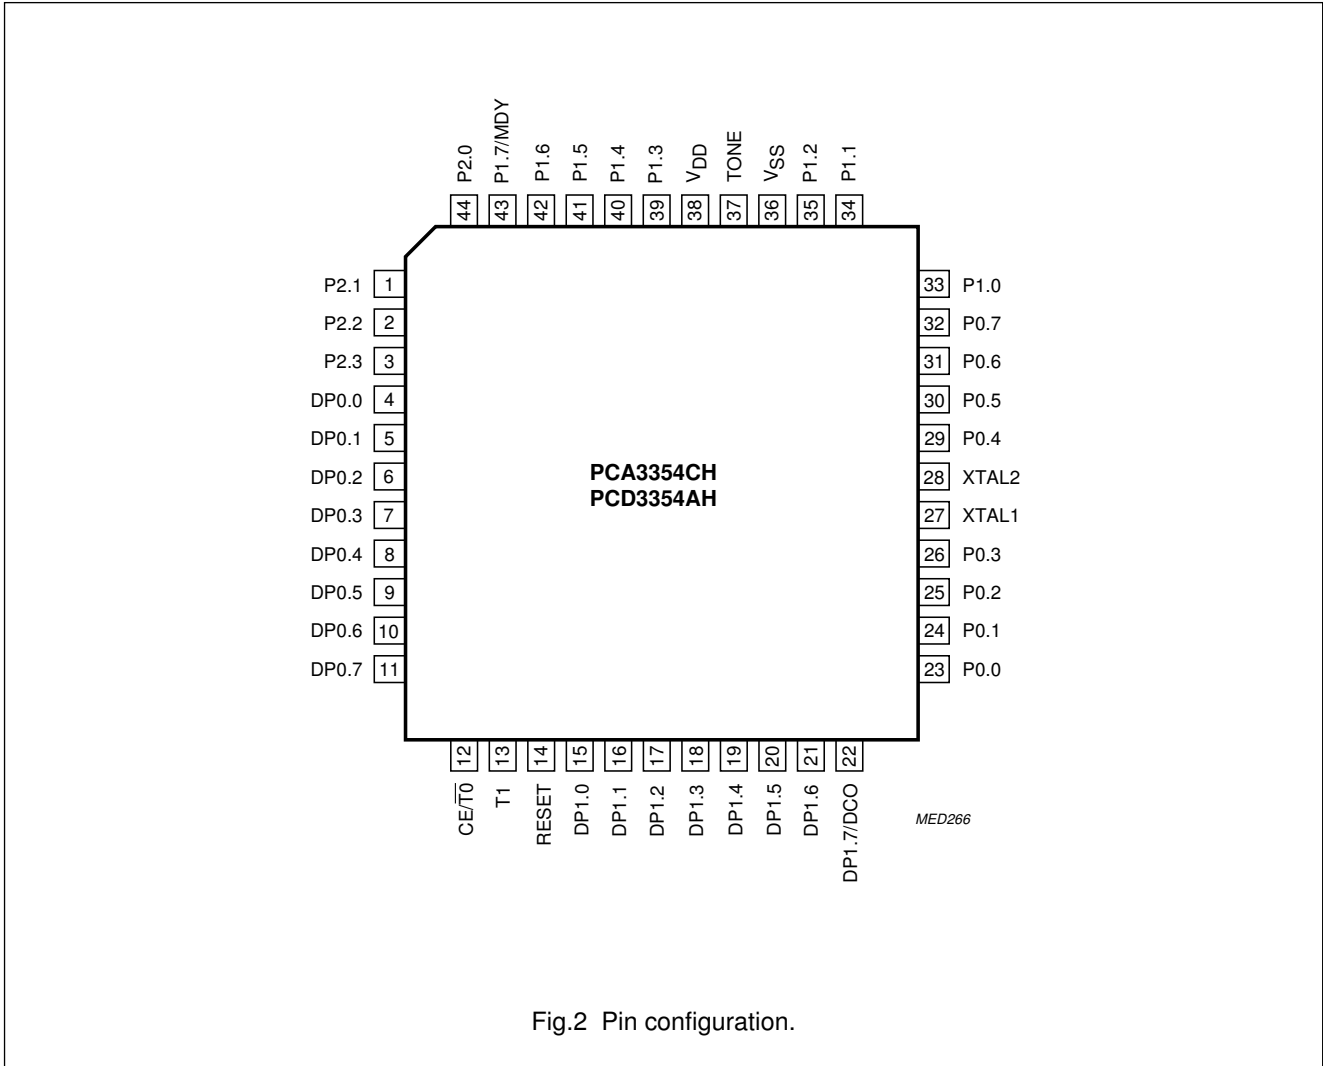 P2.0
P1.7/MDY
P1.6
P1.5
P1.4
P1.3
VDD
TONE
VSS
P1.2
P1.1
44
43
42
41
40
39
38
37
36
35
34
P2.1 1
P2.2 2
P2.3 3
DP0.0 4
DP0.1 5
DP0.2 6
DP0.3 7
DP0.4 8
DP0.5 9
DP0.6 10
DP0.7 11
PCA3354CH
PCD3354AH
33 P1.0
32 P0.7
31 P0.6
30 P0.5
29 P0.4
28 XTAL2
27 XTAL1
26 P0.3
25 P0.2
24 P0.1
23 P0.0
12
13
14
15
16
17
18
19
20
21
22
CE/T̅0̅
T1
RESET
DP1.0
DP1.1
DP1.2
DP1.3
DP1.4
DP1.5
DP1.6
DP1.7/DCO
MED266
Fig.2 Pin configuration.